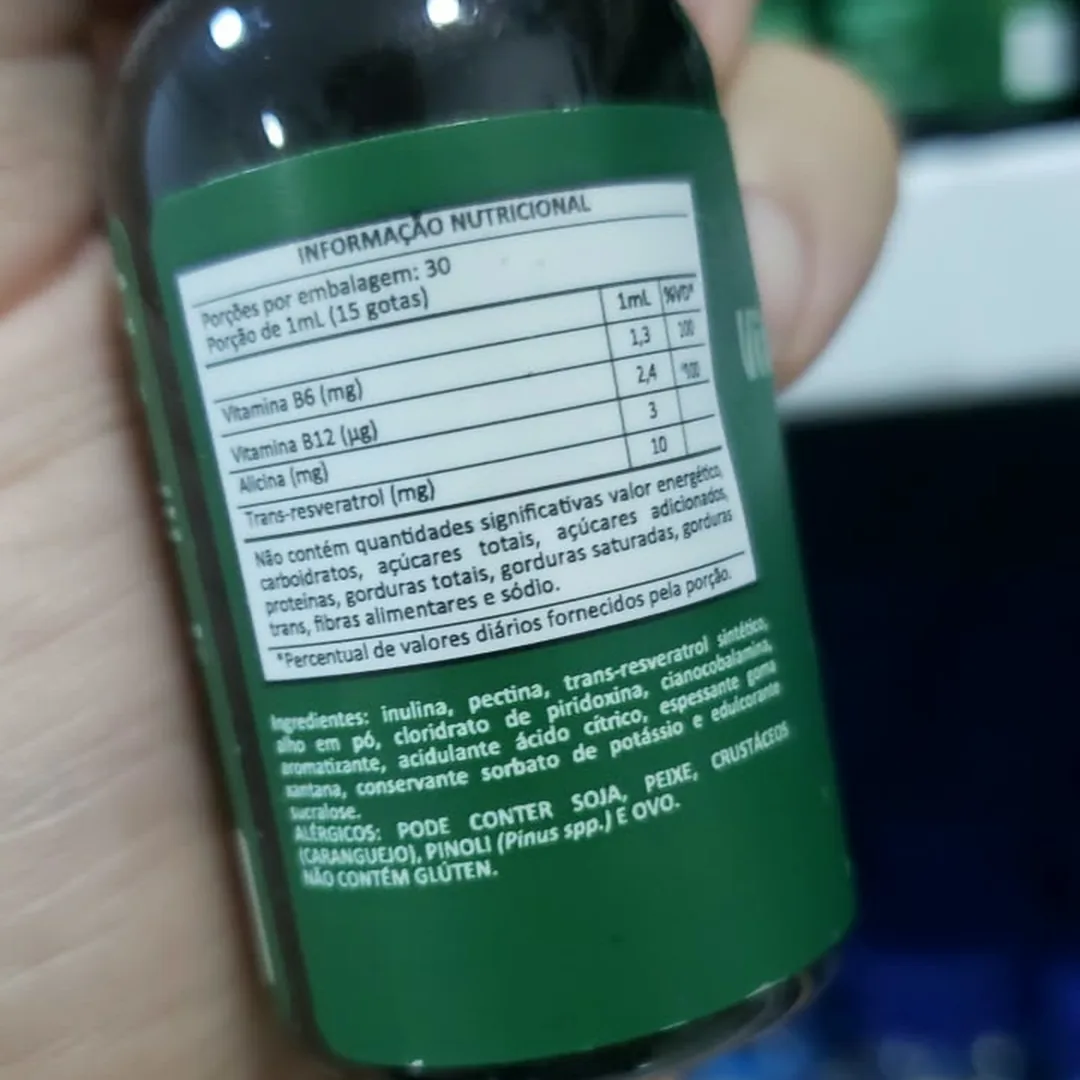 INFORMAÇÃO NUTRICIONAL
Porções por embalagem: 30
Porção de 1mL (15 gotas)
1mL %VD*
Vitamina B6 (mg) 1,3 100
Vitamina B12 (µg) 2,4 100
Alicina (mg) 3
Trans-resveratrol (mg) 10
Não contém quantidades significativas valor energético,
carboidratos, açúcares totais, açúcares adicionados,
proteínas, gorduras totais, gorduras saturadas, gorduras
trans, fibras alimentares e sódio.
*Percentual de valores diários fornecidos pela porção.
Ingredientes: inulina, pectina, trans-resveratrol sintético,
alho em pó, cloridrato de piridoxina, cianocobalamina,
aromatizante, acidulante ácido cítrico, espessante goma
xantana, conservante sorbato de potássio e edulcorante
sucralose.
ALÉRGICOS: PODE CONTER SOJA, PEIXE, CRUSTÁCEOS
(CARANGUEJO), PINOLI (Pinus spp.) E OVO.
NÃO CONTÉM GLÚTEN.